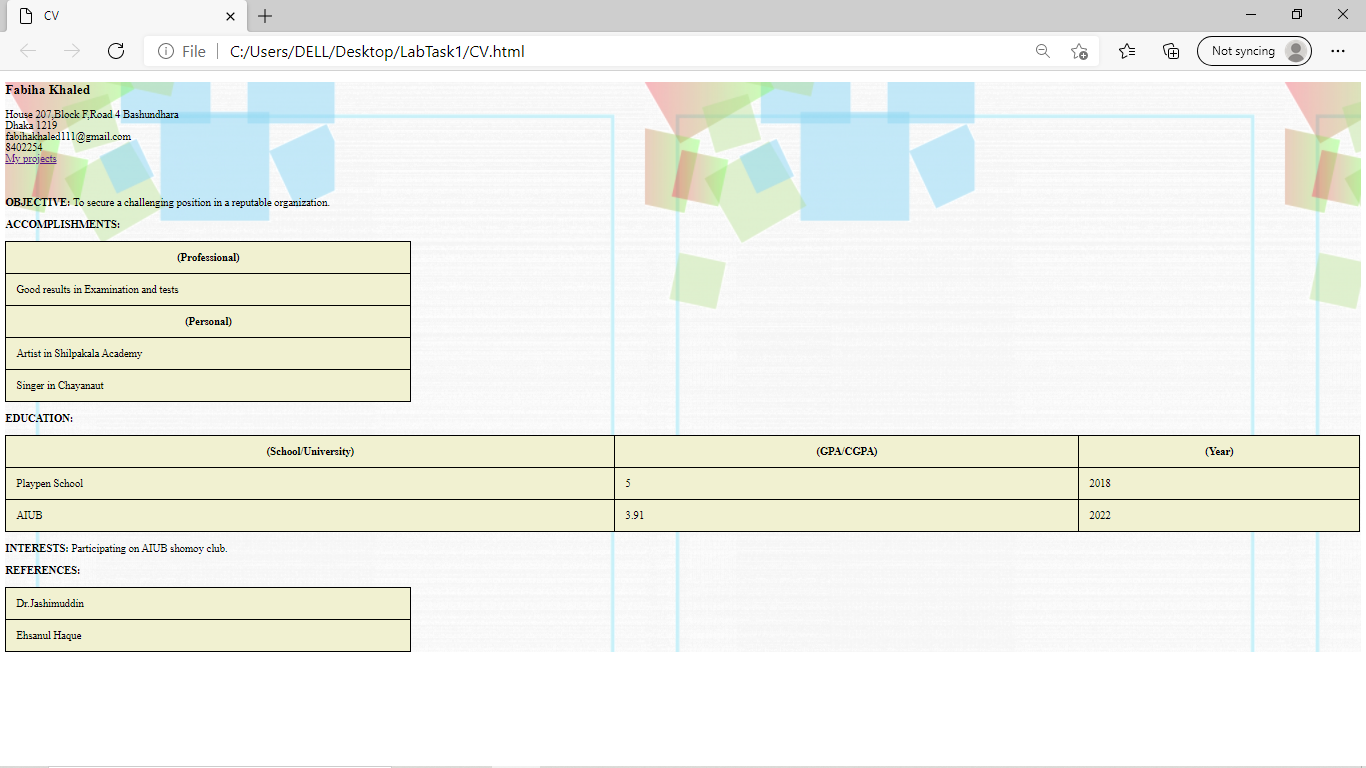 CV
File
C:/Users/DELL/Desktop/LabTask1/CV.html
Not syncing
Fabiha Khaled
House 207,Block F,Road 4 Bashundhara
Dhaka 1219
fabihakhaled111@gmail.com
8402254
My projects
OBJECTIVE: To secure a challenging position in a reputable organization.
ACCOMPLISHMENTS:
(Professional)
Good results in Examination and tests
(Personal)
Artist in Shilpakala Academy
Singer in Chayanaut
EDUCATION:
(School/University) (GPA/CGPA) (Year)
Playpen School 5 2018
AIUB 3.91 2022
INTERESTS: Participating on AIUB shomoy club.
REFERENCES:
Dr.Jashimuddin
Ehsanul Haque